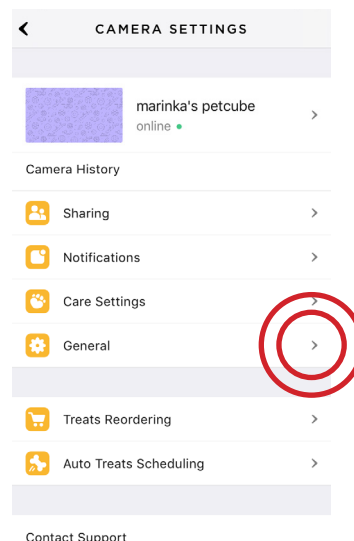 CAMERA SETTINGS
marinka's petcube
online
Camera History
Sharing
Notifications
Care Settings
General
Treats Reordering
Auto Treats Scheduling
Contact Support